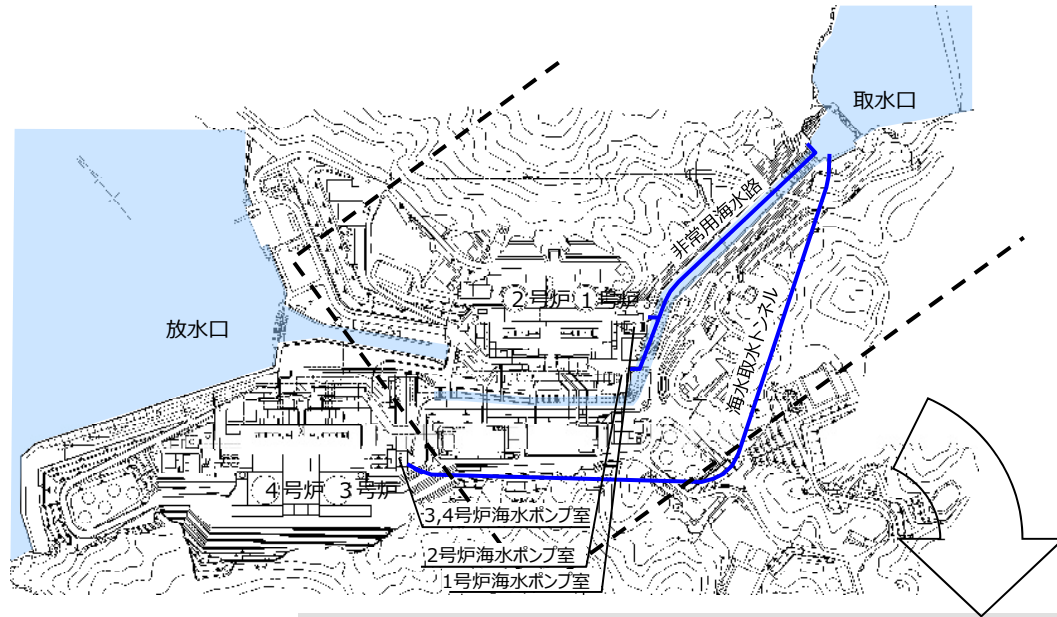 取水口
非常用海水路
２号炉 １号炉
海水取水トンネル
放水口
４号炉 ３号炉
3,4号炉海水ポンプ室
2号炉海水ポンプ室
1号炉海水ポンプ室